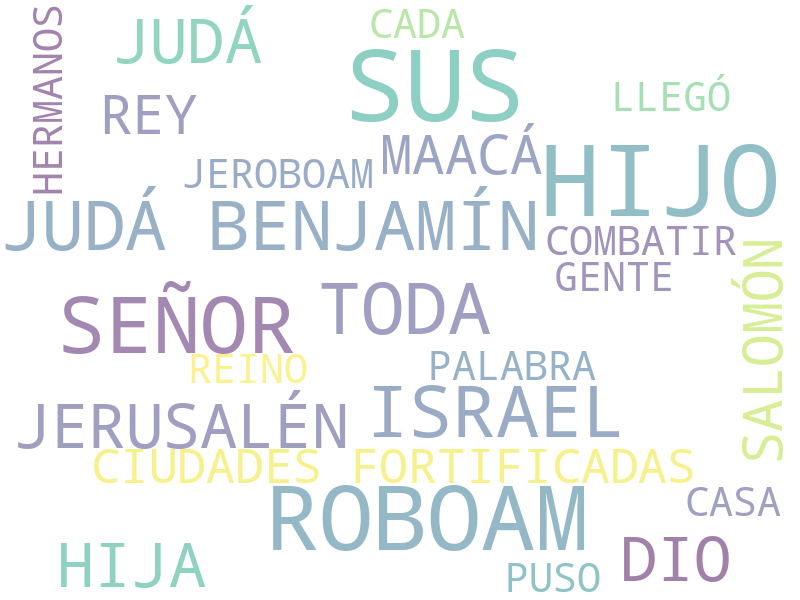 HERMANOS
JUDÁ
CADA
SUS
LLEGÓ
REY
MAACÁ
JEROBOAM
HIJO
JUDÁ BENJAMÍN
COMBATIR
GENTE
SALOMÓN
SEÑOR
TODA
REINO
PALABRA
JERUSALÉN
ISRAEL
CIUDADES FORTIFICADAS
ROBOAM
CASA
HIJA
DIO
PUSO